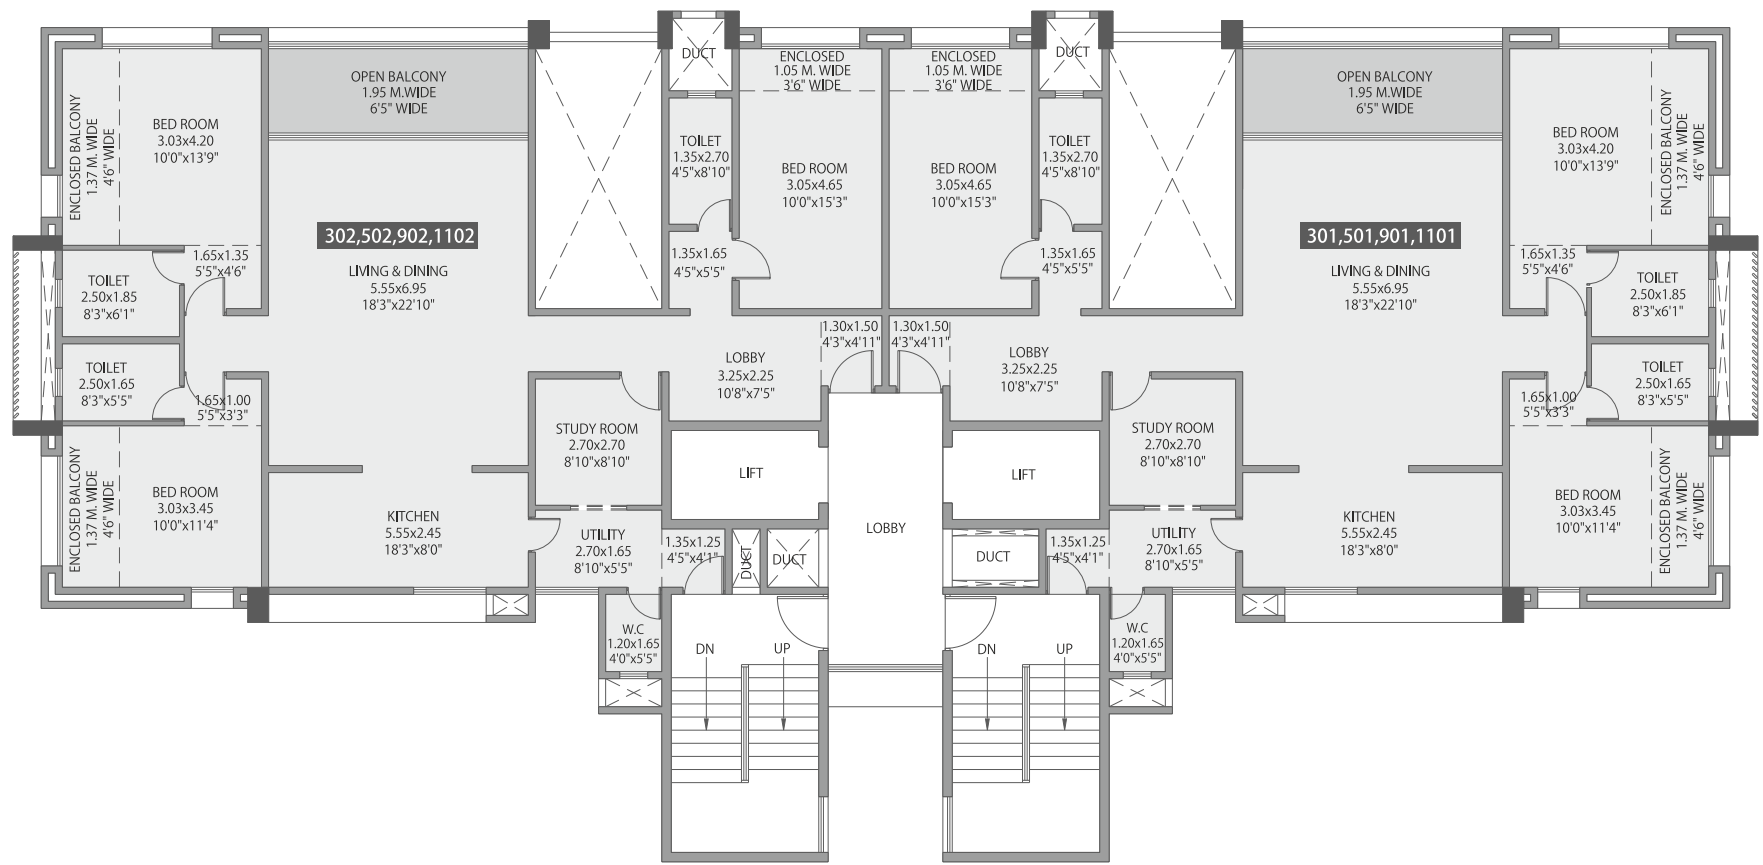 OPEN BALCONY
1.95 M.WIDE
6'5" WIDE
BED ROOM
3.03x4.20
10'0"x13'9"
ENCLOSED BALCONY
1.37 M. WIDE
4'6" WIDE
302,502,902,1102
LIVING & DINING
5.55x6.95
18'3"x22'10"
1.65x1.35
5'5"x4'6"
TOILET
2.50x1.85
8'3"x6'1"
TOILET
2.50x1.65
8'3"x5'5"
1.65x1.00
5'5"x3'3"
BED ROOM
3.03x3.45
10'0"x11'4"
ENCLOSED BALCONY
1.37 M. WIDE
4'6" WIDE
KITCHEN
5.55x2.45
18'3"x8'0"
DUCT
TOILET
1.35x2.70
4'5"x8'10"
1.35x1.65
4'5"x5'5"
ENCLOSED
1.05 M. WIDE
3'6" WIDE
BED ROOM
3.05x4.65
10'0"x15'3"
LOBBY
3.25x2.25
10'8"x7'5"
1.30x1.50
4'3"x4'11"
STUDY ROOM
2.70x2.70
8'10"x8'10"
UTILITY
2.70x1.65
8'10"x5'5"
1.35x1.25
4'5"x4'1"
W.C
1.20x1.65
4'0"x5'5"
LIFT
DUCT
DUCT
DN
UP
LOBBY
ENCLOSED
1.05 M. WIDE
3'6" WIDE
BED ROOM
3.05x4.65
10'0"x15'3"
DUCT
TOILET
1.35x2.70
4'5"x8'10"
1.35x1.65
4'5"x5'5"
1.30x1.50
4'3"x4'11"
LOBBY
3.25x2.25
10'8"x7'5"
LIFT
DUCT
STUDY ROOM
2.70x2.70
8'10"x8'10"
1.35x1.25
4'5"x4'1"
UTILITY
2.70x1.65
8'10"x5'5"
W.C
1.20x1.65
4'0"x5'5"
DN
UP
OPEN BALCONY
1.95 M.WIDE
6'5" WIDE
301,501,901,1101
LIVING & DINING
5.55x6.95
18'3"x22'10"
KITCHEN
5.55x2.45
18'3"x8'0"
BED ROOM
3.03x4.20
10'0"x13'9"
ENCLOSED BALCONY
1.37 M. WIDE
4'6" WIDE
1.65x1.35
5'5"x4'6"
TOILET
2.50x1.85
8'3"x6'1"
TOILET
2.50x1.65
8'3"x5'5"
1.65x1.00
5'5"x3'3"
BED ROOM
3.03x3.45
10'0"x11'4"
ENCLOSED BALCONY
1.37 M. WIDE
4'6" WIDE